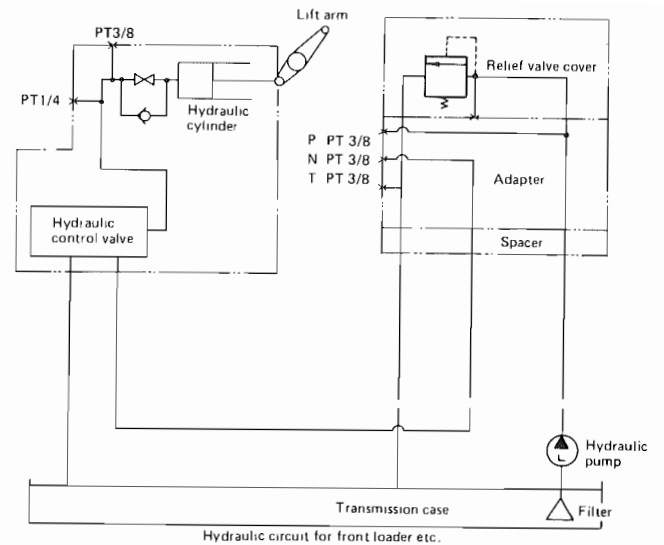 Lift arm
PT3/8
PT1/4
Hydraulic
cylinder
Hydraulic
control valve
Relief valve cover
P PT 3/8
N PT 3/8
T PT 3/8
Adapter
Spacer
Hydraulic
pump
Filter
Transmission case
Hydraulic circuit for front loader etc.